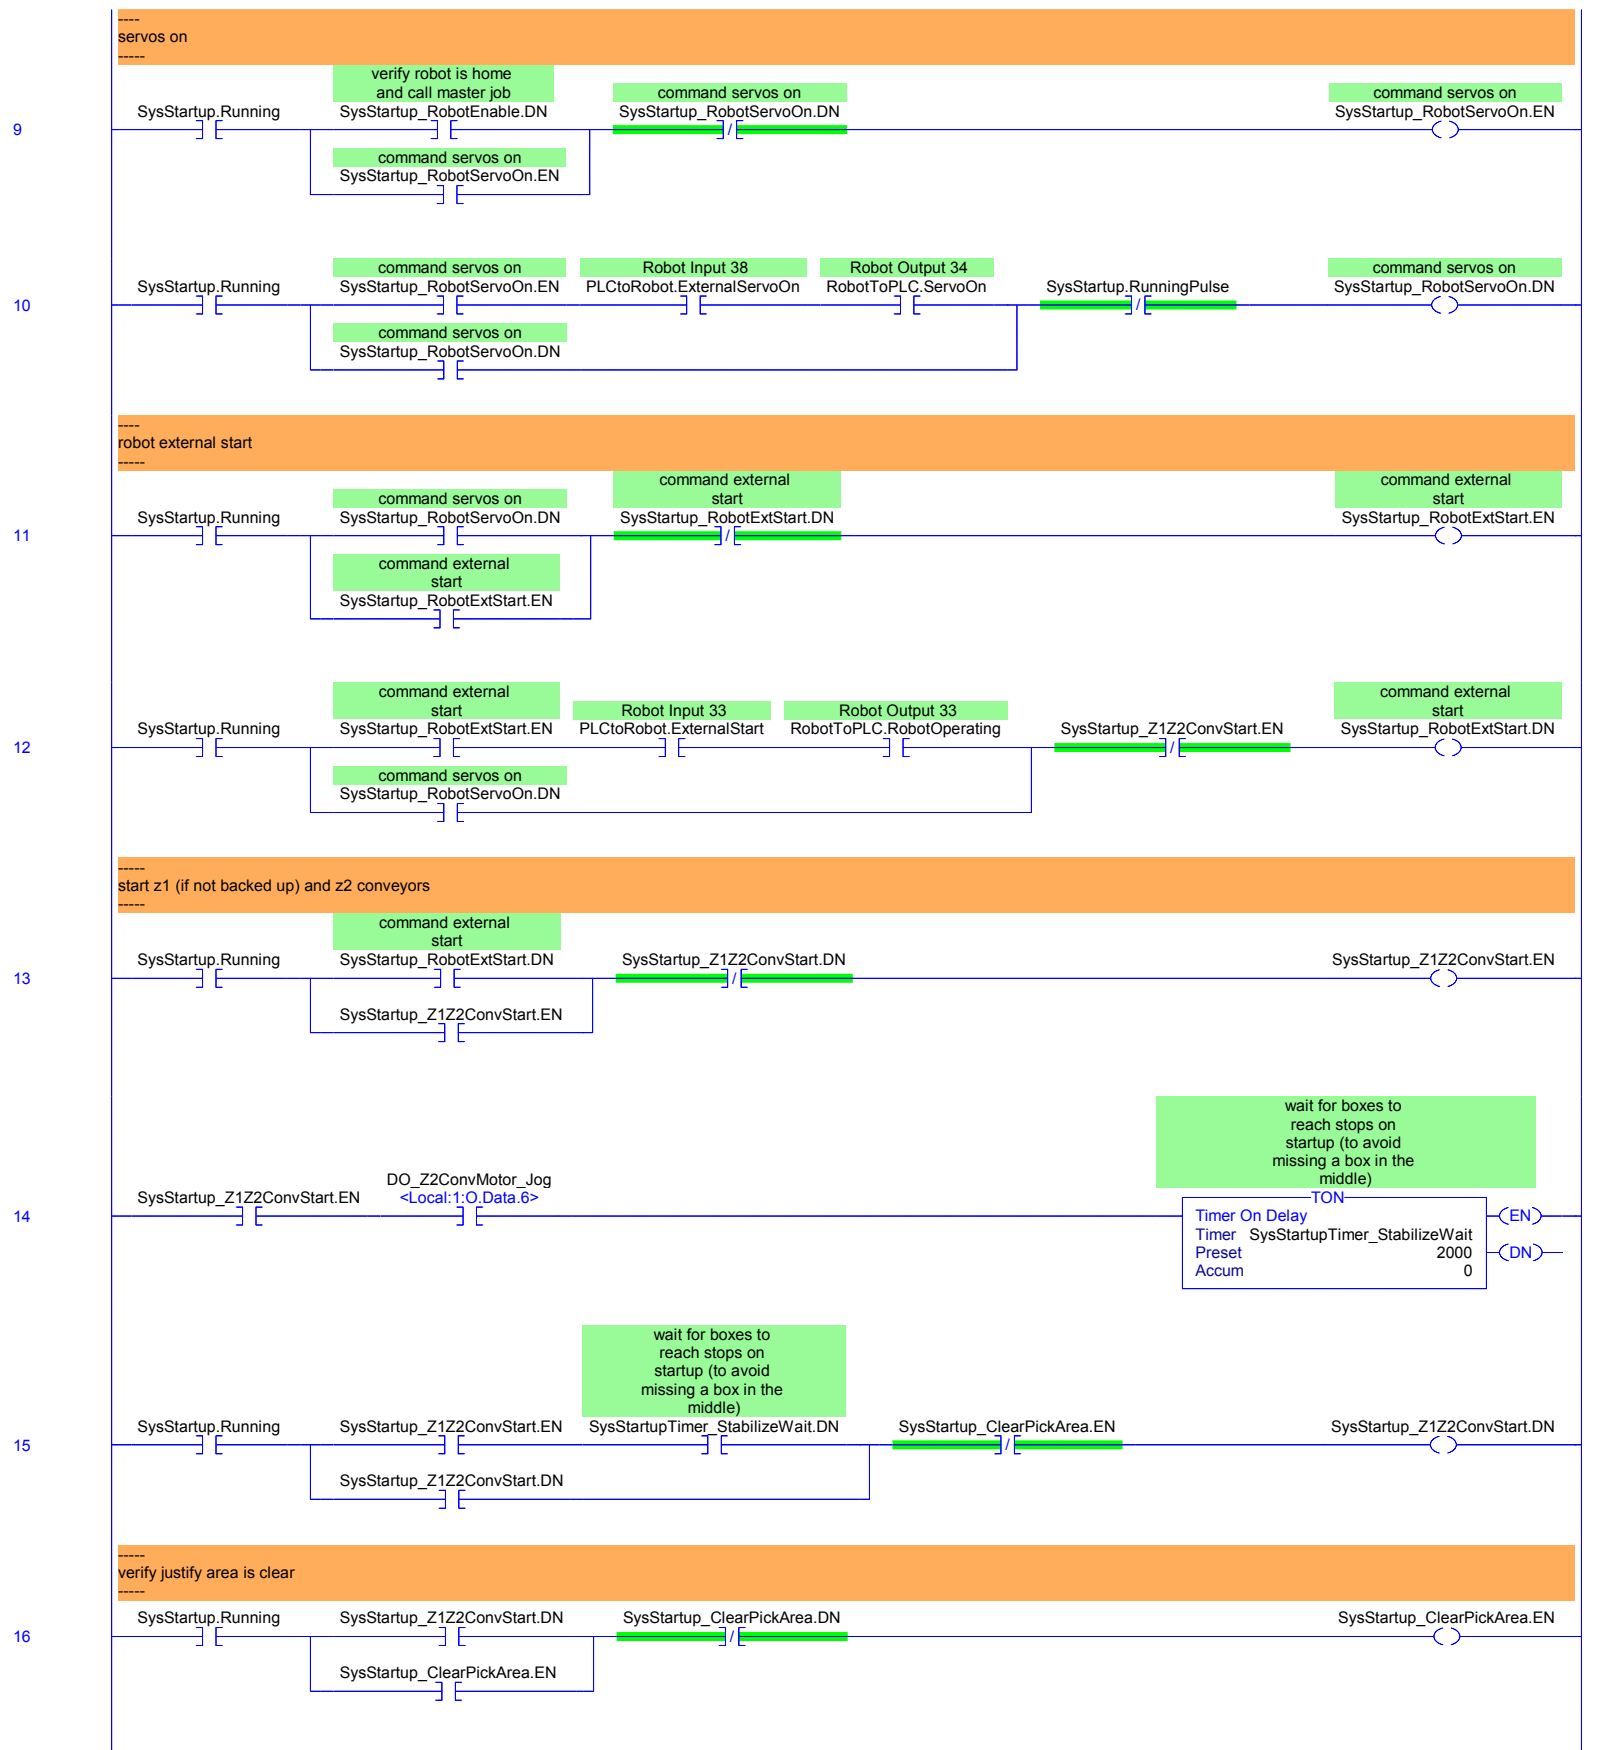 ----
servos on
-----
verify robot is home
and call master job
command servos on
command servos on
SysStartup.Running
SysStartup_RobotEnable.DN
SysStartup_RobotServoOn.DN
SysStartup_RobotServoOn.EN
9
/
command servos on
SysStartup_RobotServoOn.EN
command servos on
Robot Input 38
Robot Output 34
command servos on
SysStartup.Running
SysStartup_RobotServoOn.EN
PLCtoRobot.ExternalServoOn
RobotToPLC.ServoOn
SysStartup.RunningPulse
SysStartup_RobotServoOn.DN
10
/
command servos on
SysStartup_RobotServoOn.DN
----
robot external start
-----
command servos on
command external
start
command external
start
SysStartup.Running
SysStartup_RobotServoOn.DN
SysStartup_RobotExtStart.DN
SysStartup_RobotExtStart.EN
11
/
command external
start
SysStartup_RobotExtStart.EN
command external
start
Robot Input 33
Robot Output 33
command external
start
SysStartup.Running
SysStartup_RobotExtStart.EN
PLCtoRobot.ExternalStart
RobotToPLC.RobotOperating
SysStartup_Z1Z2ConvStart.EN
SysStartup_RobotExtStart.DN
12
/
command servos on
SysStartup_RobotServoOn.DN
-----
start z1 (if not backed up) and z2 conveyors
-----
command external
start
SysStartup.Running
SysStartup_RobotExtStart.DN
SysStartup_Z1Z2ConvStart.DN
SysStartup_Z1Z2ConvStart.EN
13
/
SysStartup_Z1Z2ConvStart.EN
wait for boxes to
reach stops on
startup (to avoid
missing a box in the
middle)
DO_Z2ConvMotor_Jog
SysStartup_Z1Z2ConvStart.EN
<Local:1:O.Data.6>
14
TON
Timer On Delay
Timer SysStartupTimer_StabilizeWait
Preset 2000
Accum 0
EN
DN
wait for boxes to
reach stops on
startup (to avoid
missing a box in the
middle)
SysStartup.Running
SysStartup_Z1Z2ConvStart.EN
SysStartupTimer_StabilizeWait.DN
SysStartup_ClearPickArea.EN
SysStartup_Z1Z2ConvStart.DN
15
/
SysStartup_Z1Z2ConvStart.DN
-----
verify justify area is clear
-----
SysStartup.Running
SysStartup_Z1Z2ConvStart.DN
SysStartup_ClearPickArea.DN
SysStartup_ClearPickArea.EN
16
/
SysStartup_ClearPickArea.EN